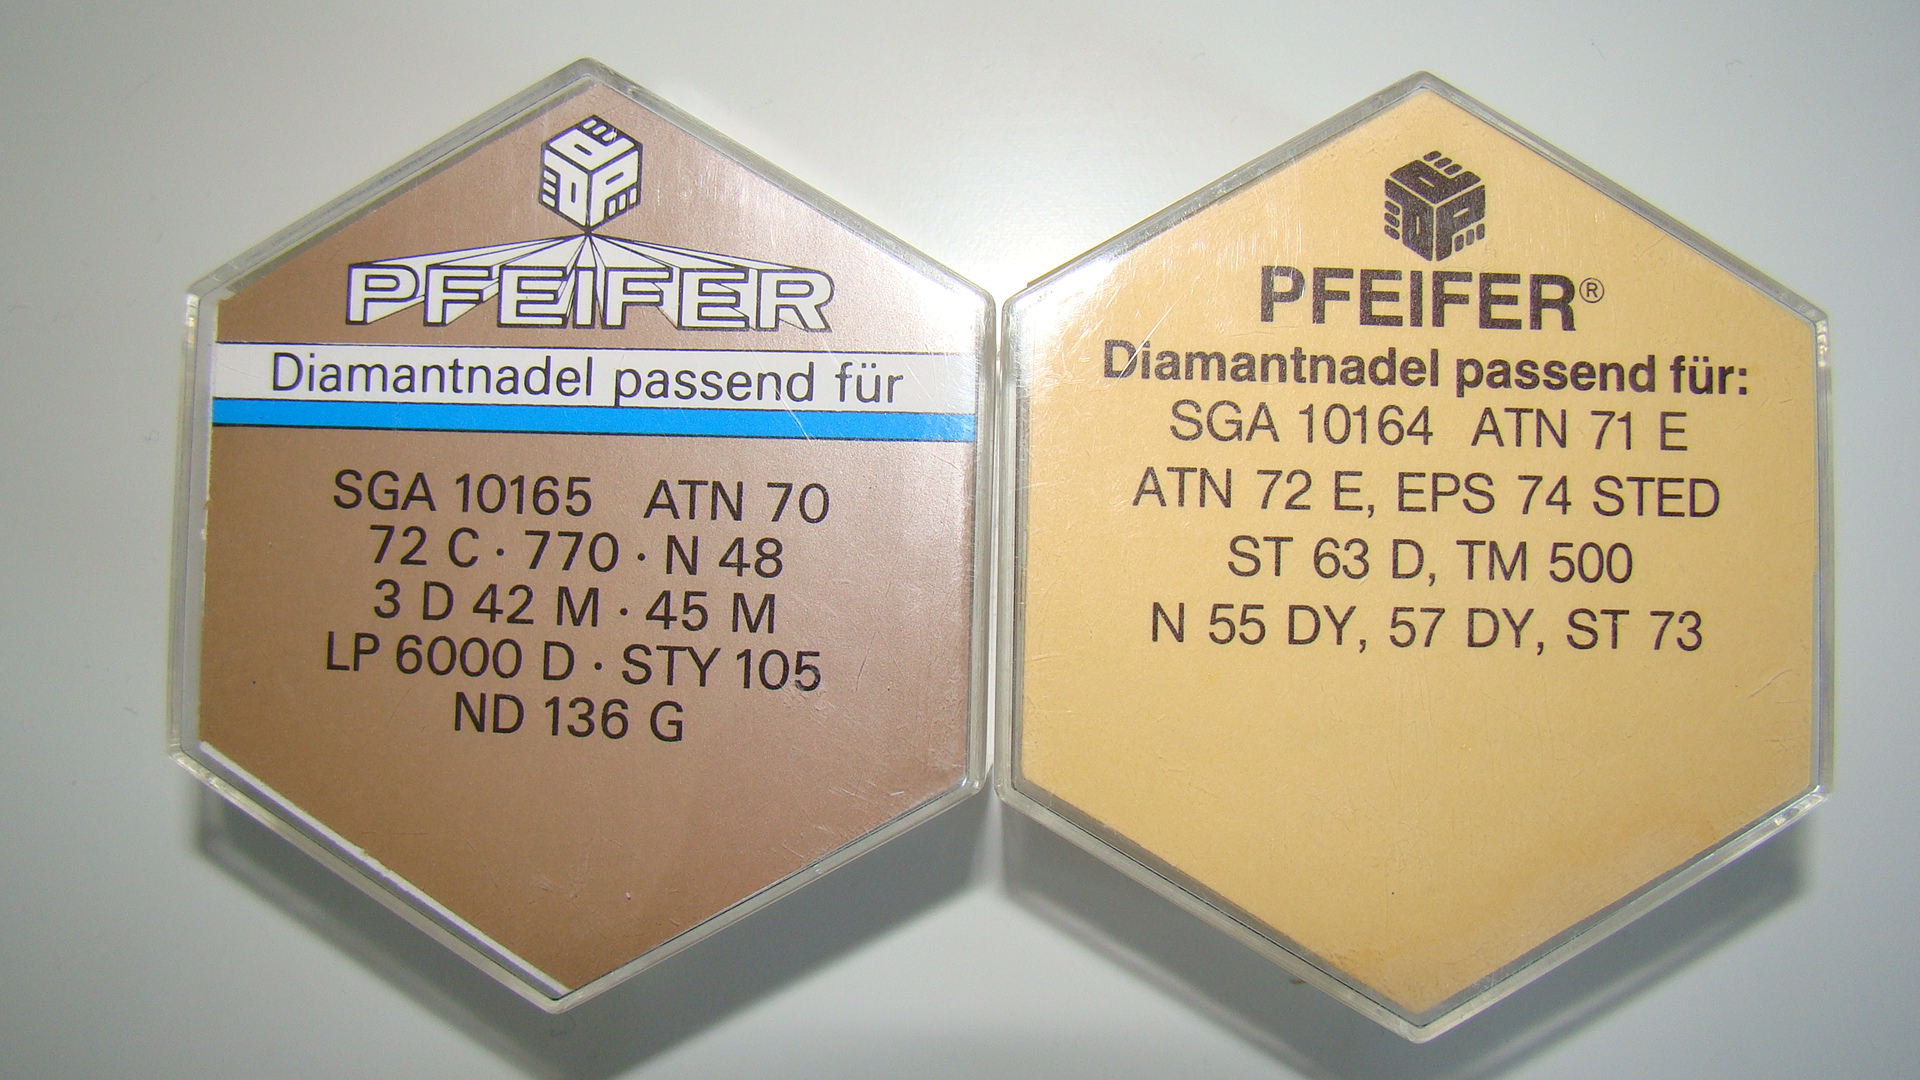 PFEIFER
Diamantnadel passend für
SGA 10165 ATN 70
72 C · 770 · N 48
3 D 42 M · 45 M
LP 6000 D · STY 105
ND 136 G
PFEIFER®
Diamantnadel passend für:
SGA 10164 ATN 71 E
ATN 72 E, EPS 74 STED
ST 63 D, TM 500
N 55 DY, 57 DY, ST 73